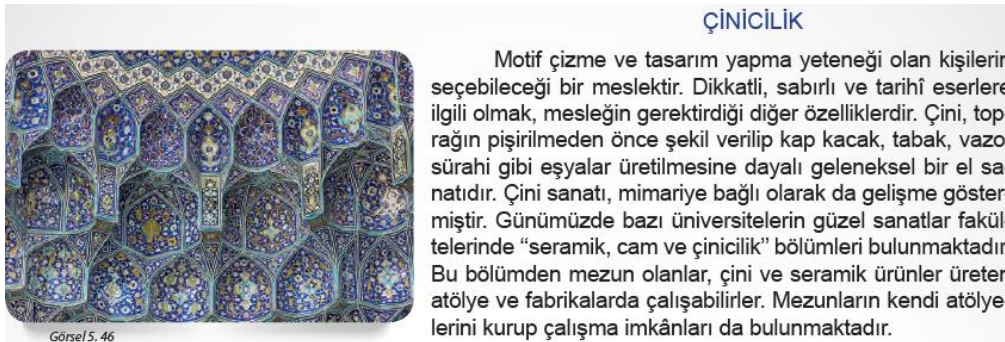 ÇİNİCİLİK
Motif çizme ve tasarım yapma yeteneği olan kişilerin
seçebileceği bir meslektir. Dikkatli, sabırlı ve tarihî eserlere
ilgili olmak, mesleğin gerektirdiği diğer özelliklerdir. Çini, top
rağın pişirilmeden önce şekil verilip kap kacak, tabak, vazo
sürahi gibi eşyalar üretilmesine dayalı geleneksel bir el sa
natıdır. Çini sanatı, mimariye bağlı olarak da gelişme göster
miştir. Günümüzde bazı üniversitelerin güzel sanatlar fakül
telerinde “seramik, cam ve çinicilik” bölümleri bulunmaktadır
Bu bölümden mezun olanlar, çini ve seramik ürünler üreten
atölye ve fabrikalarda çalışabilirler. Mezunların kendi atölye
lerini kurup çalışma imkânları da bulunmaktadır.
Görsel 5. 46